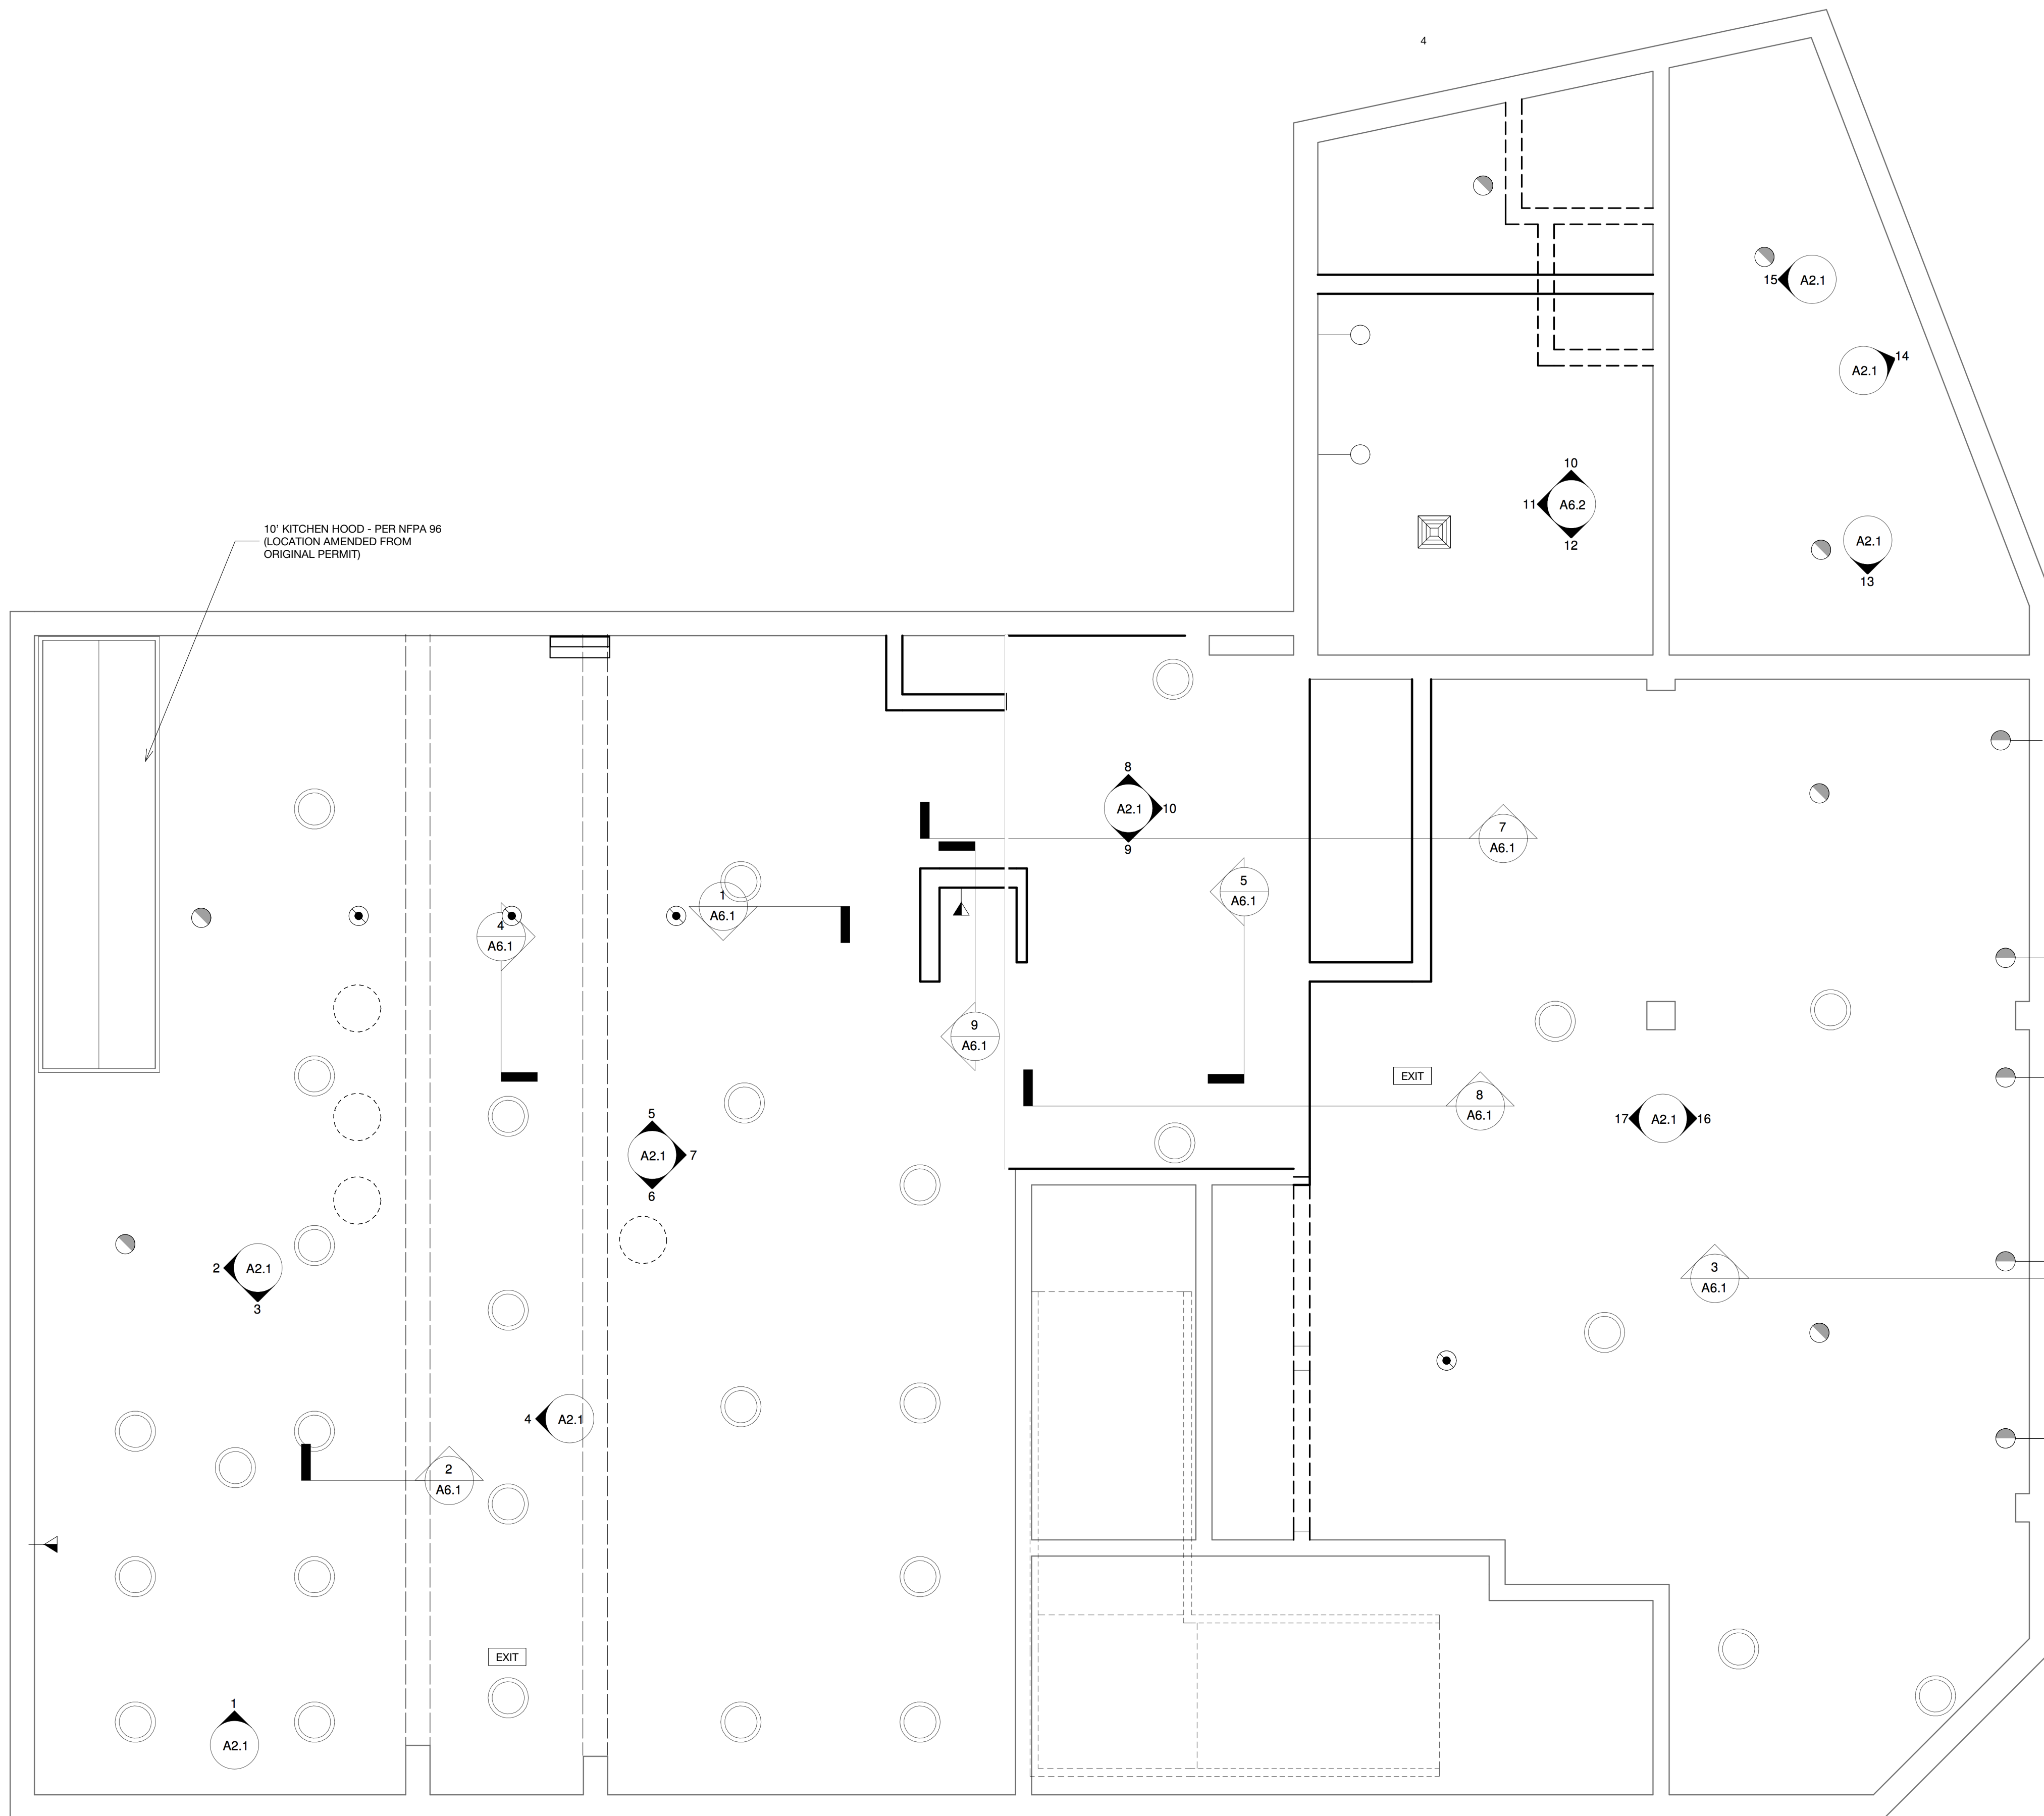 4
15
A2.1
14
A2.1
10
11
A6.2
12
A2.1
13
10' KITCHEN HOOD - PER NFPA 96
(LOCATION AMENDED FROM
ORIGINAL PERMIT)
8
A2.1
10
9
7
A6.1
5
A6.1
1
A6.1
4
A6.1
9
A6.1
EXIT
8
A6.1
17
A2.1
16
5
A2.1
7
6
2
A2.1
3
3
A6.1
4
A2.1
2
A6.1
EXIT
1
A2.1